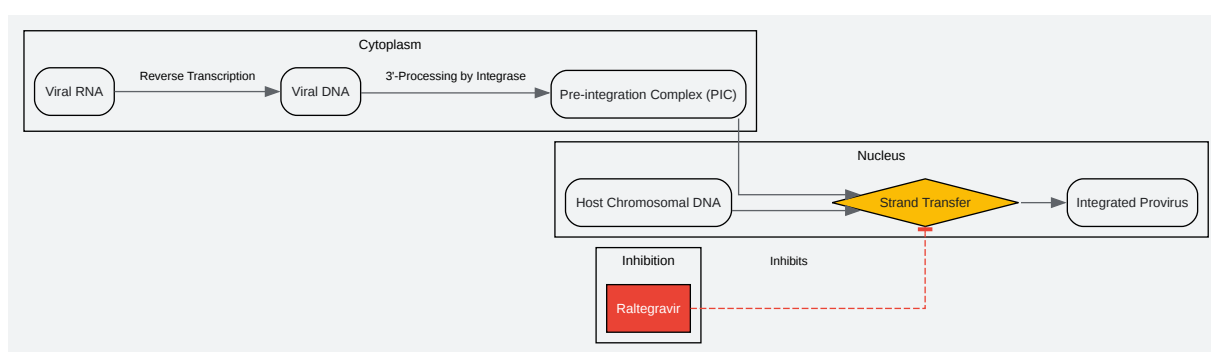 Cytoplasm
Viral RNA
Reverse Transcription
Viral DNA
3'-Processing by Integrase
Pre-integration Complex (PIC)
Nucleus
Host Chromosomal DNA
Strand Transfer
Integrated Provirus
Inhibition
Inhibits
Raltegravir